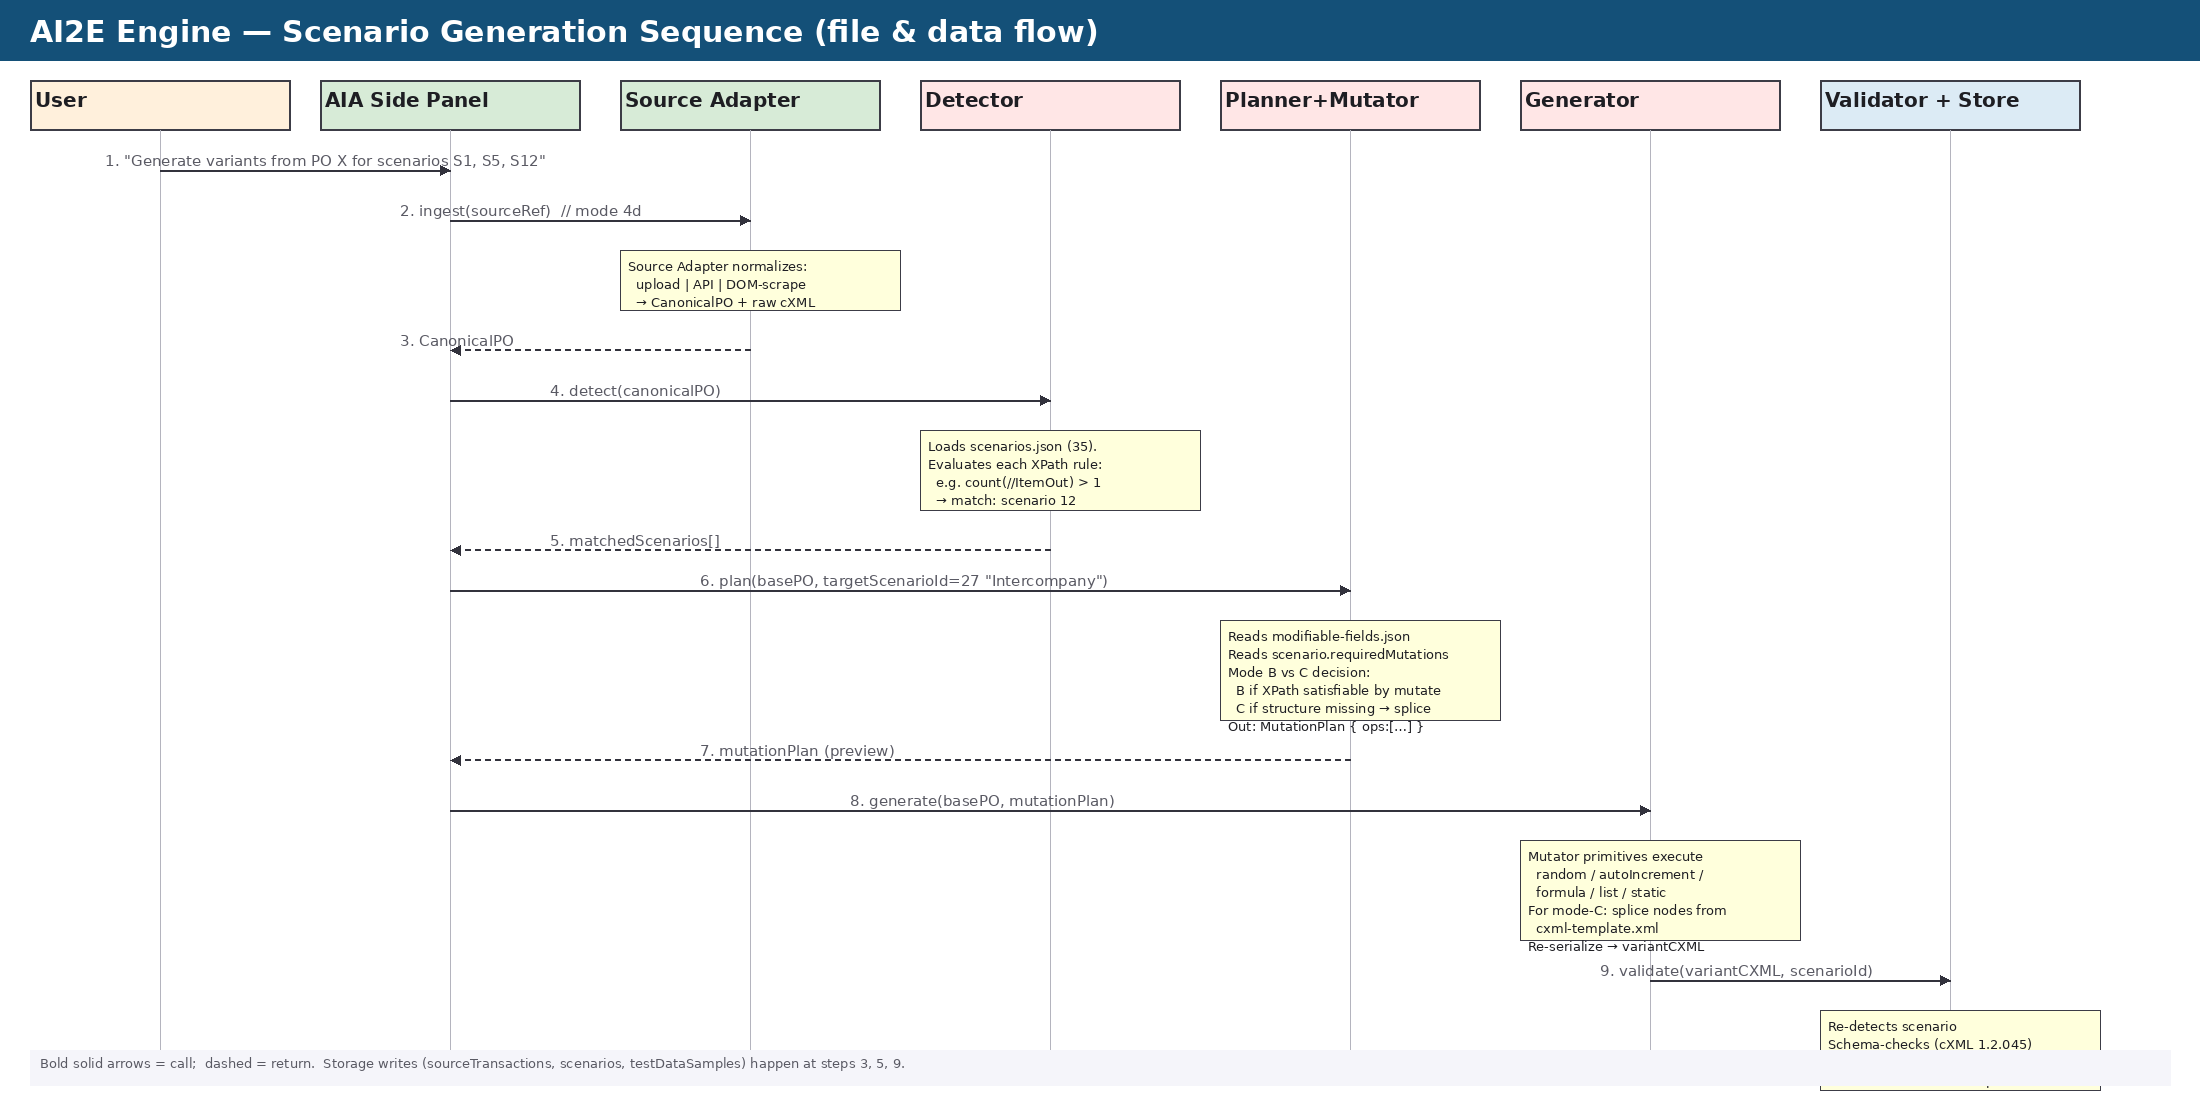 AI2E Engine — Scenario Generation Sequence (file & data flow)
User
AIA Side Panel
Source Adapter
Detector
Planner+Mutator
Generator
Validator + Store
1. "Generate variants from PO X for scenarios S1, S5, S12"
2. ingest(sourceRef)  // mode 4d
Source Adapter normalizes:
upload | API | DOM-scrape
→ CanonicalPO + raw cXML
3. CanonicalPO
4. detect(canonicalPO)
Loads scenarios.json (35).
Evaluates each XPath rule:
e.g. count(//ItemOut) > 1
→ match: scenario 12
5. matchedScenarios[]
6. plan(basePO, targetScenarioId=27 "Intercompany")
Reads modifiable-fields.json
Reads scenario.requiredMutations
Mode B vs C decision:
B if XPath satisfiable by mutate
C if structure missing → splice
Out: MutationPlan { ops:[...] }
7. mutationPlan (preview)
8. generate(basePO, mutationPlan)
Mutator primitives execute
random / autoIncrement /
formula / list / static
For mode-C: splice nodes from
cxml-template.xml
Re-serialize → variantCXML
9. validate(variantCXML, scenarioId)
Re-detects scenario
Schema-checks (cXML 1.2.045)
Bold solid arrows = call;  dashed = return.  Storage writes (sourceTransactions, scenarios, testDataSamples) happen at steps 3, 5, 9.